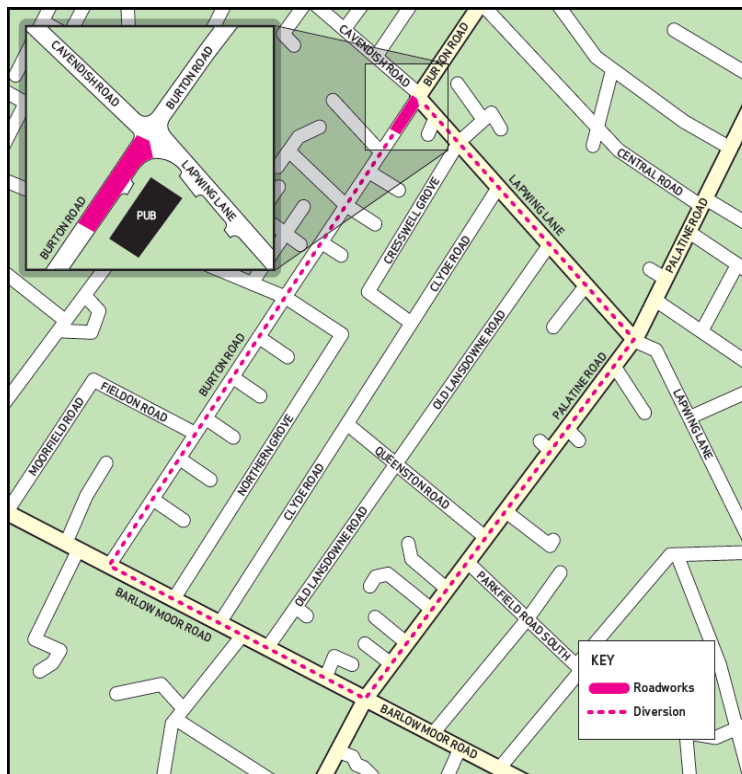 CAVENDISH ROAD
BURTON ROAD
BURTON ROAD
LAPWING LANE
PUB
CAVENDISH ROAD
BURTON ROAD
LAPWING LANE
CENTRAL ROAD
PALATINE ROAD
CRESSWELL GROVE
CLYDE ROAD
OLD LANSDOWNE ROAD
BURTON ROAD
PALATINE ROAD
LAPWING LANE
FIELDON ROAD
MOORFIELD ROAD
NORTHERN GROVE
CLYDE ROAD
QUEENSTON ROAD
OLD LANSDOWNE ROAD
BARLOW MOOR ROAD
PARKFIELD ROAD SOUTH
BARLOW MOOR ROAD
KEY
Roadworks
Diversion